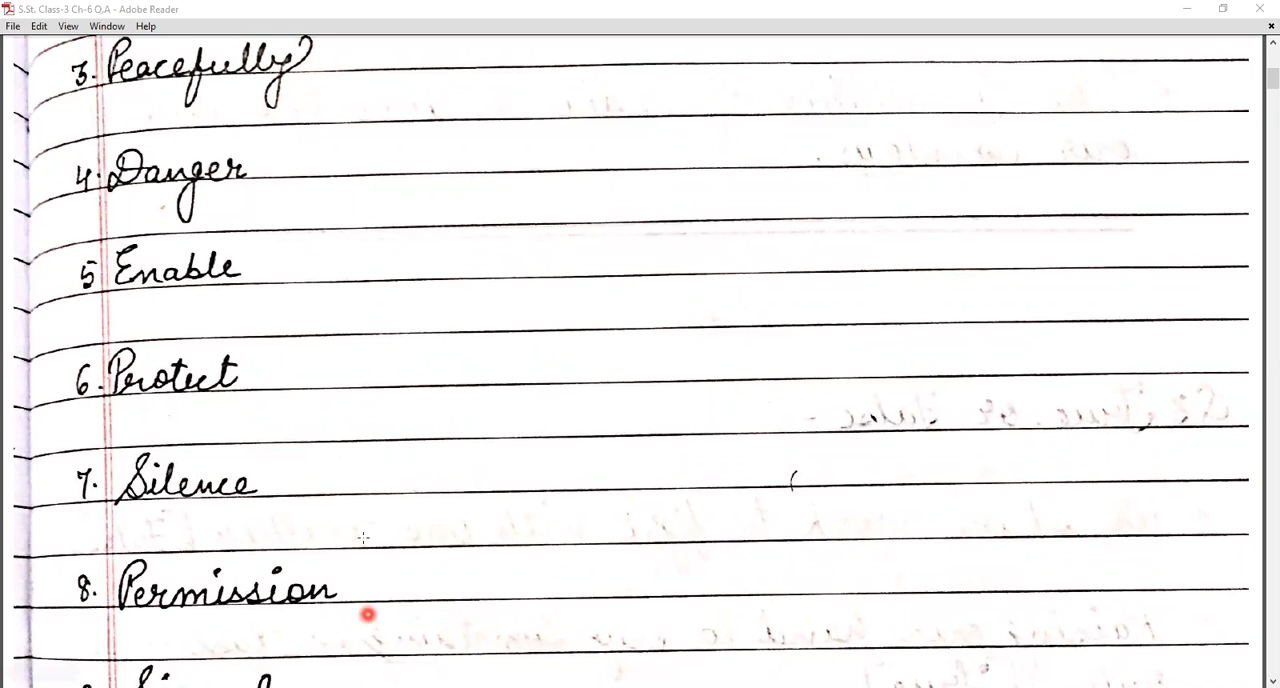 S.St. Class-3 Ch-6 Q.A - Adobe Reader
File Edit View Window Help
3. Peacefully
4. Danger
5 Enable
6. Protect
7. Silence
8. Permission